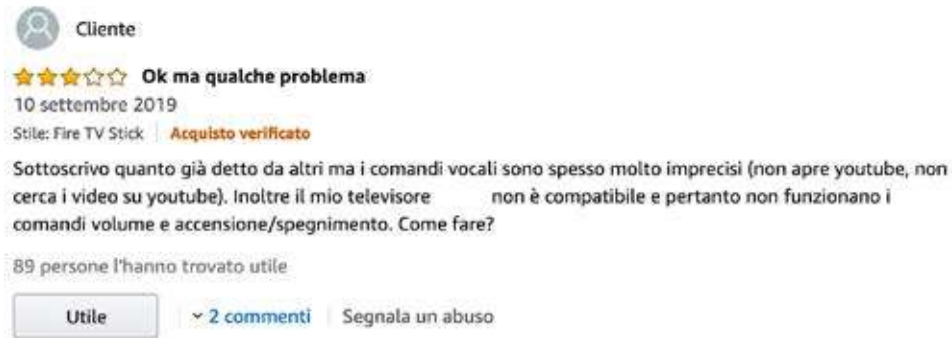 Cliente
Ok ma qualche problema
10 settembre 2019
Stile: Fire TV Stick | Acquisto verificato
Sottoscrivo quanto già detto da altri ma i comandi vocali sono spesso molto imprecisi (non apre youtube, non
cerca i video su youtube). Inoltre il mio televisore non è compatibile e pertanto non funzionano i
comandi volume e accensione/spegnimento. Come fare?
89 persone l'hanno trovato utile
Utile 2 commenti | Segnala un abuso